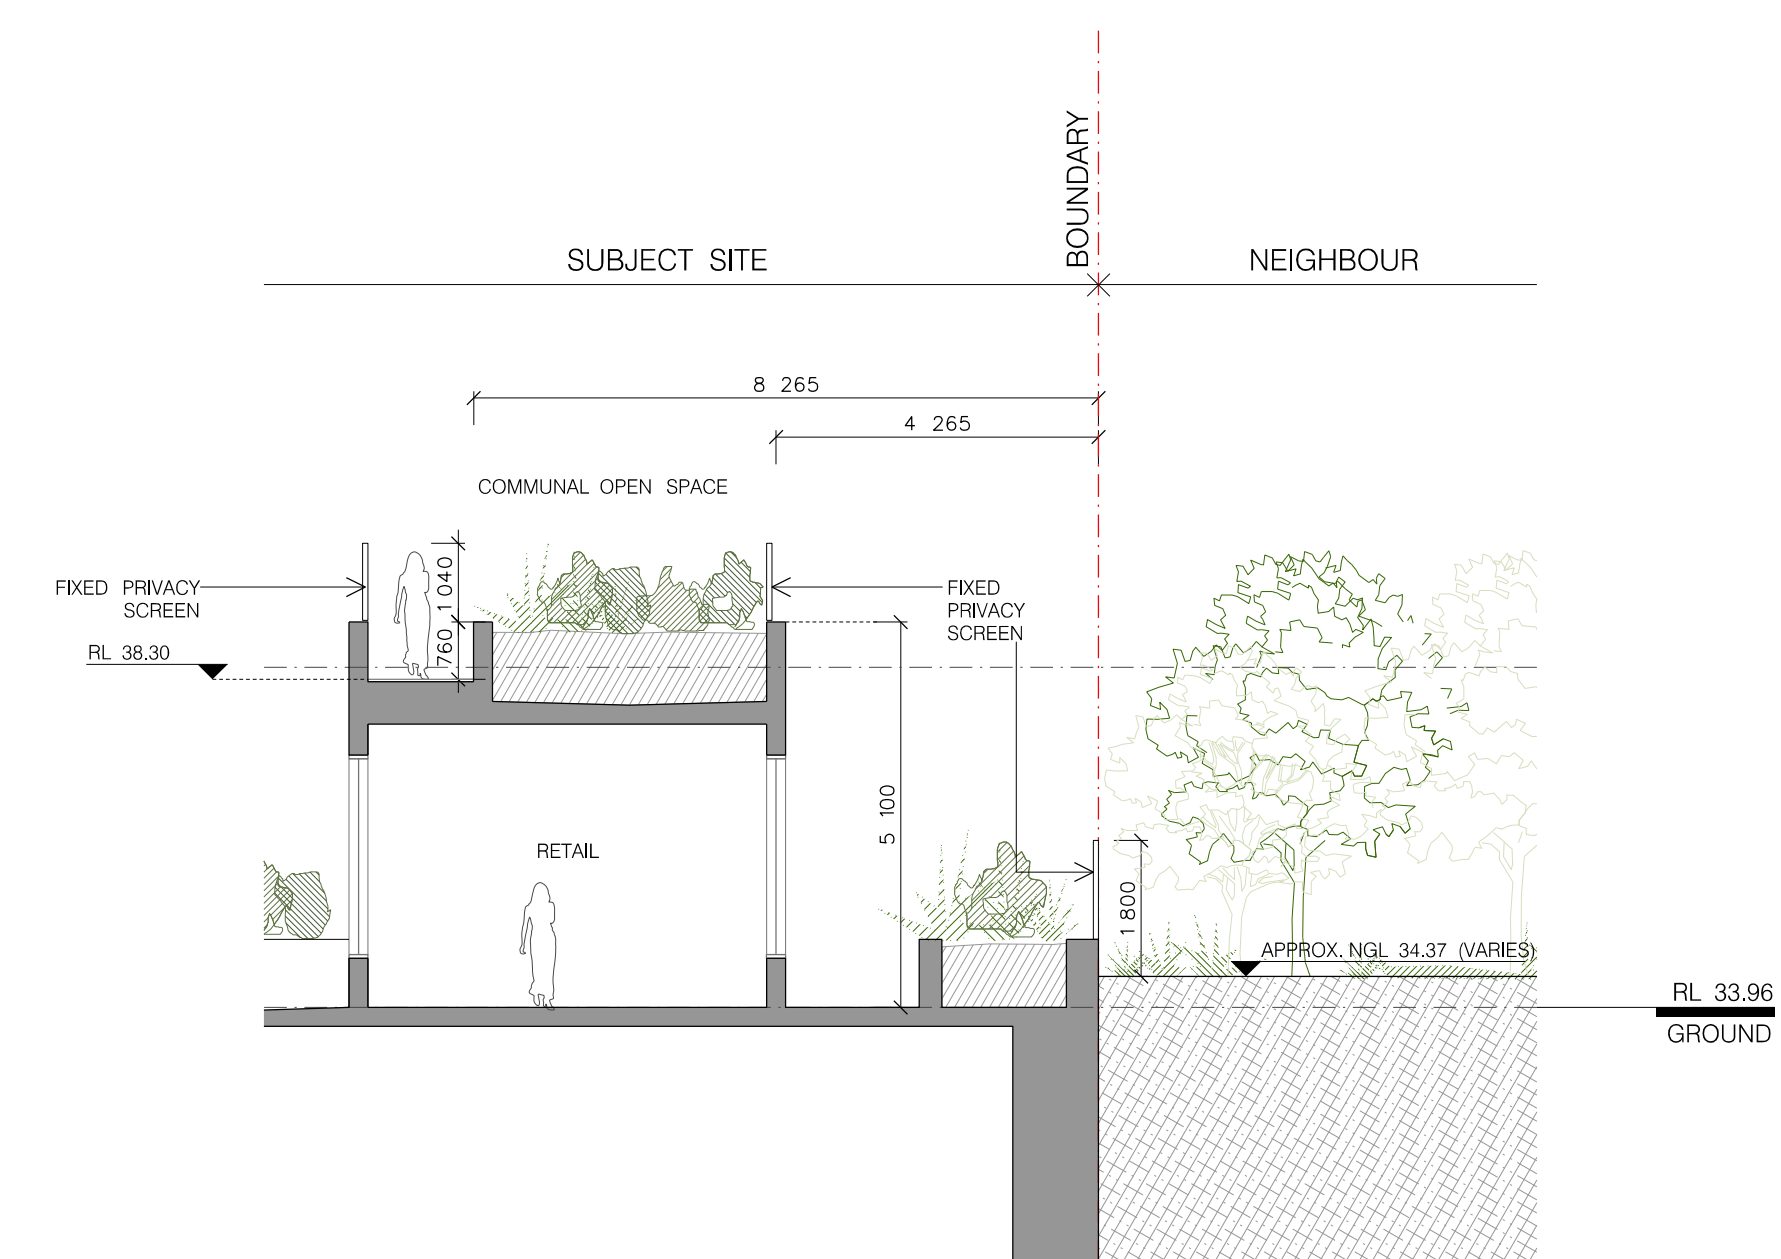 BOUNDARY
SUBJECT SITE
NEIGHBOUR
8 265
4 265
COMMUNAL OPEN SPACE
1 040
FIXED PRIVACY
SCREEN
FIXED
PRIVACY
SCREEN
760
RL 38.30
5 100
RETAIL
1 800
APPROX. NGL 34.37 (VARIES)
RL 33.96
GROUND